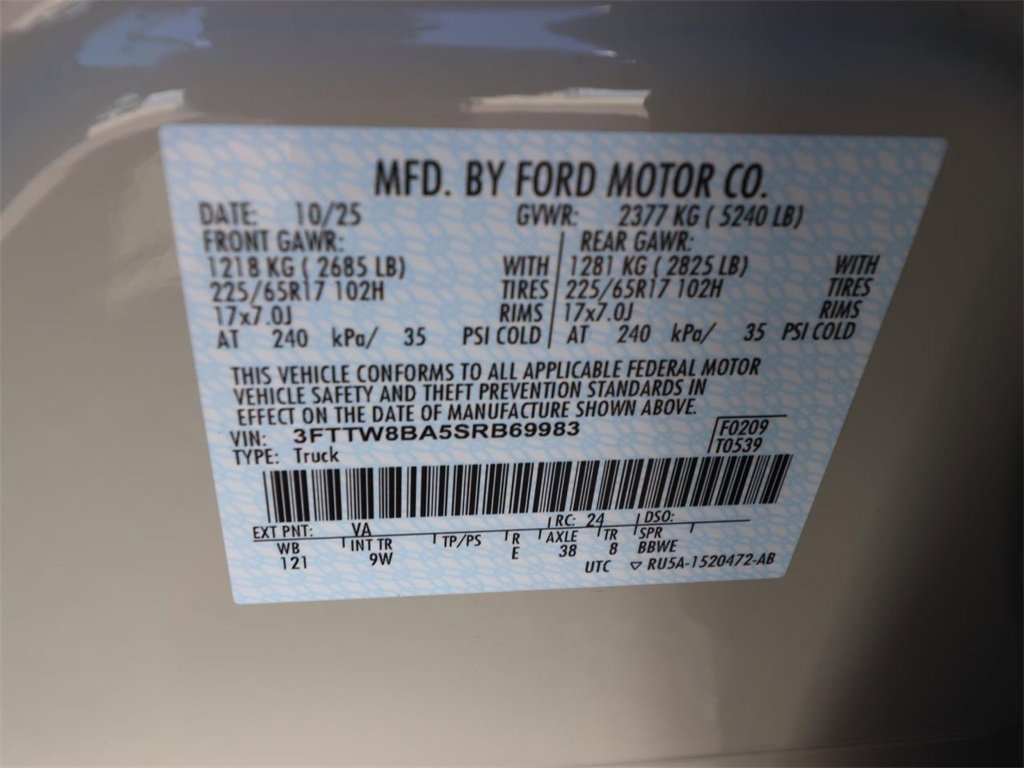 MFD. BY FORD MOTOR CO.
DATE: 10/25 GVWR: 2377 KG ( 5240 LB)
FRONT GAWR: REAR GAWR:
1218 KG ( 2685 LB) WITH 1281 KG ( 2825 LB) WITH
225/65R17 102H TIRES 225/65R17 102H TIRES
17x7.0J RIMS 17x7.0J RIMS
AT 240 kPa/ 35 PSI COLD AT 240 kPa/ 35 PSI COLD
THIS VEHICLE CONFORMS TO ALL APPLICABLE FEDERAL MOTOR
VEHICLE SAFETY AND THEFT PREVENTION STANDARDS IN
EFFECT ON THE DATE OF MANUFACTURE SHOWN ABOVE.
VIN: 3FTTW8BA5SRB69983 F0209
TYPE: Truck T0539
EXT PNT: VA RC: 24 DSO:
WB INT TR TP/PS R AXLE TR SPR
121 9W E 38 8 BBWE
UTC ▽ RU5A-1520472-AB